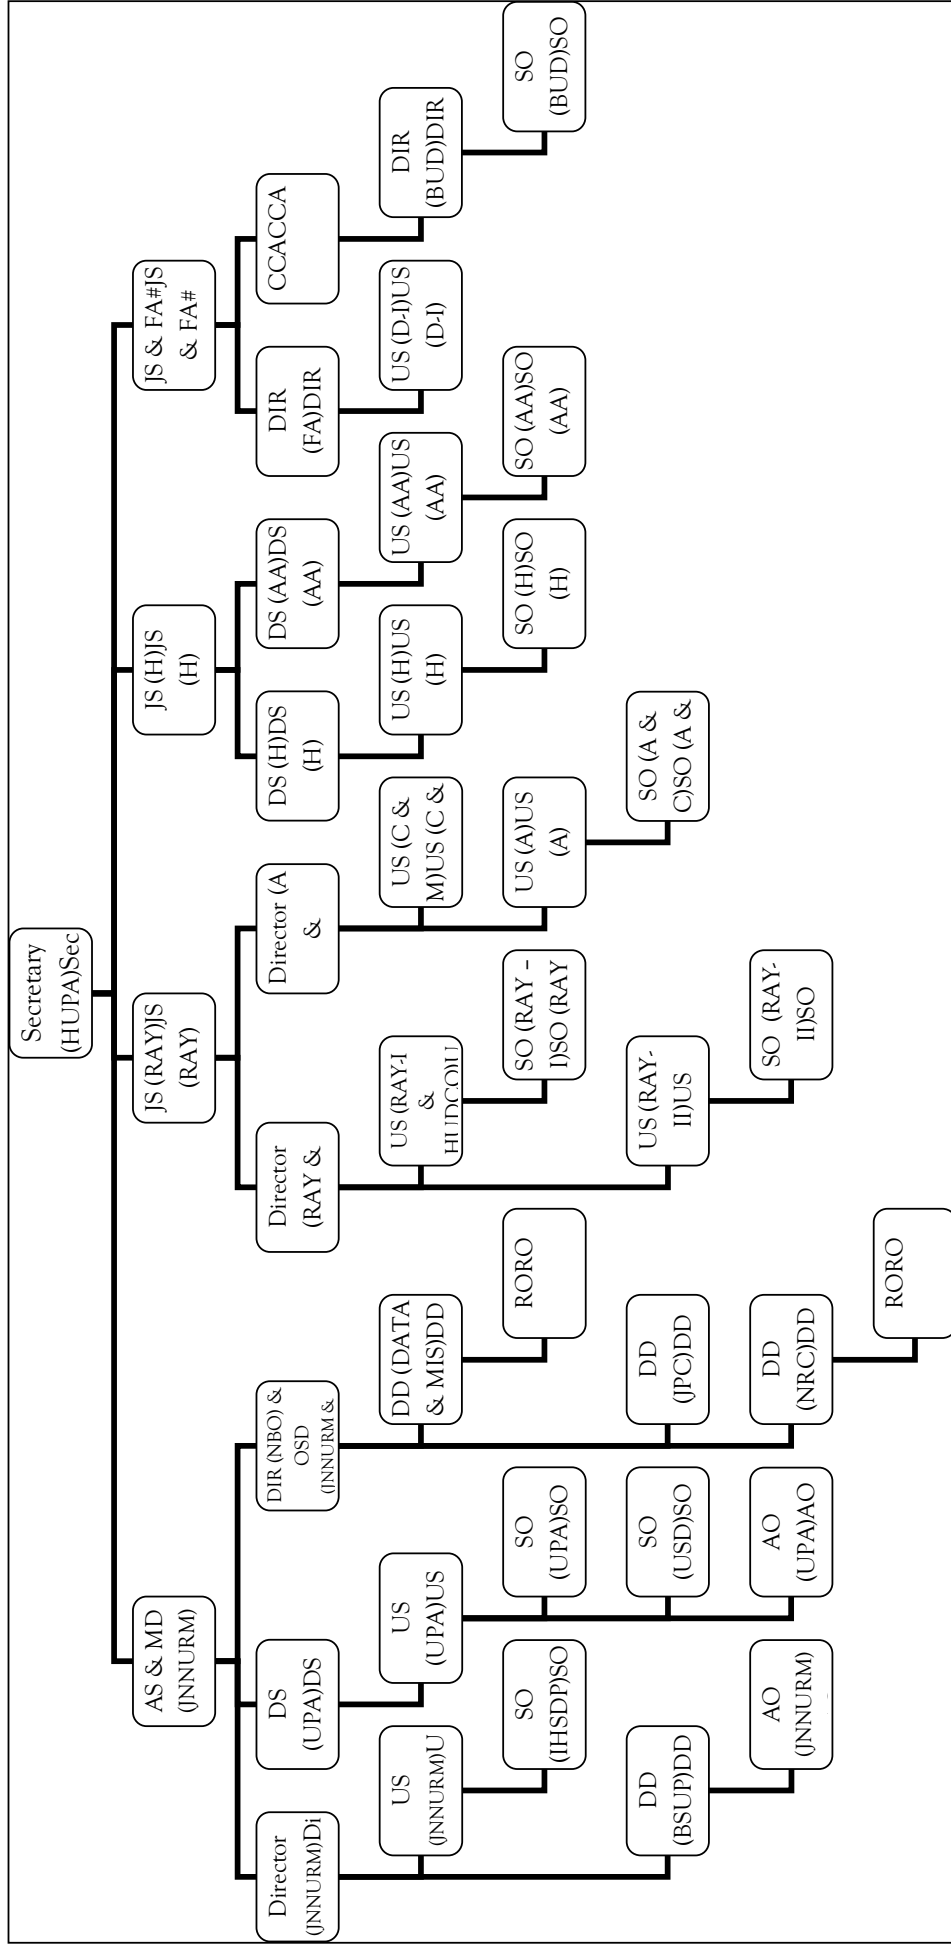 Secretary
(HUPA)Sec
AS & MD
(JNNURM)
JS (RAY)JS
(RAY)
JS (H)JS
(H)
JS & FA#JS
& FA#
Director
(JNNURM)Di
DS
(UPA)DS
DIR (NBO) &
OSD
(JNNURM &
Director
(RAY &
Director (A
&
DS (H)DS
(H)
DS (AA)DS
(AA)
DIR
(FA)DIR
CCACCA
US
(JNNURM)U
US
(UPA)US
DD (DATA
& MIS)DD
US (RAY-I
&
HUDCO)U
US (C &
M)US (C &
US (H)US
(H)
US (AA)US
(AA)
US (D-I)US
(D-I)
DIR
(BUD)DIR
SO
(IHSDP)SO
SO
(UPA)SO
RORO
SO (RAY –
I)SO (RAY
US (A)US
(A)
SO (H)SO
(H)
SO (AA)SO
(AA)
SO
(BUD)SO
DD
(BSUP)DD
SO
(USD)SO
DD
(JPC)DD
US (RAY-
II)US
SO (A &
C)SO (A &
AO
(JNNURM)
AO
(UPA)AO
DD
(NRC)DD
SO (RAY-
II)SO
RORO